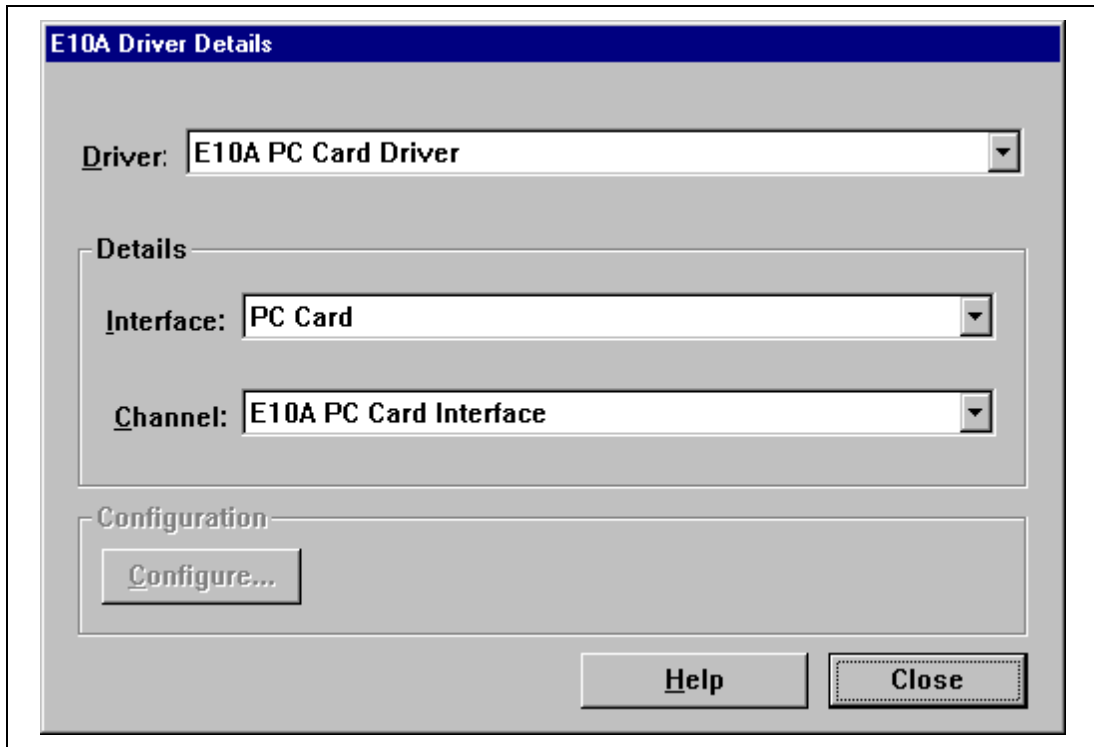 E10A Driver Details
Driver: E10A PC Card Driver
Details
Interface: PC Card
Channel: E10A PC Card Interface
Configuration
Configure...
Help Close